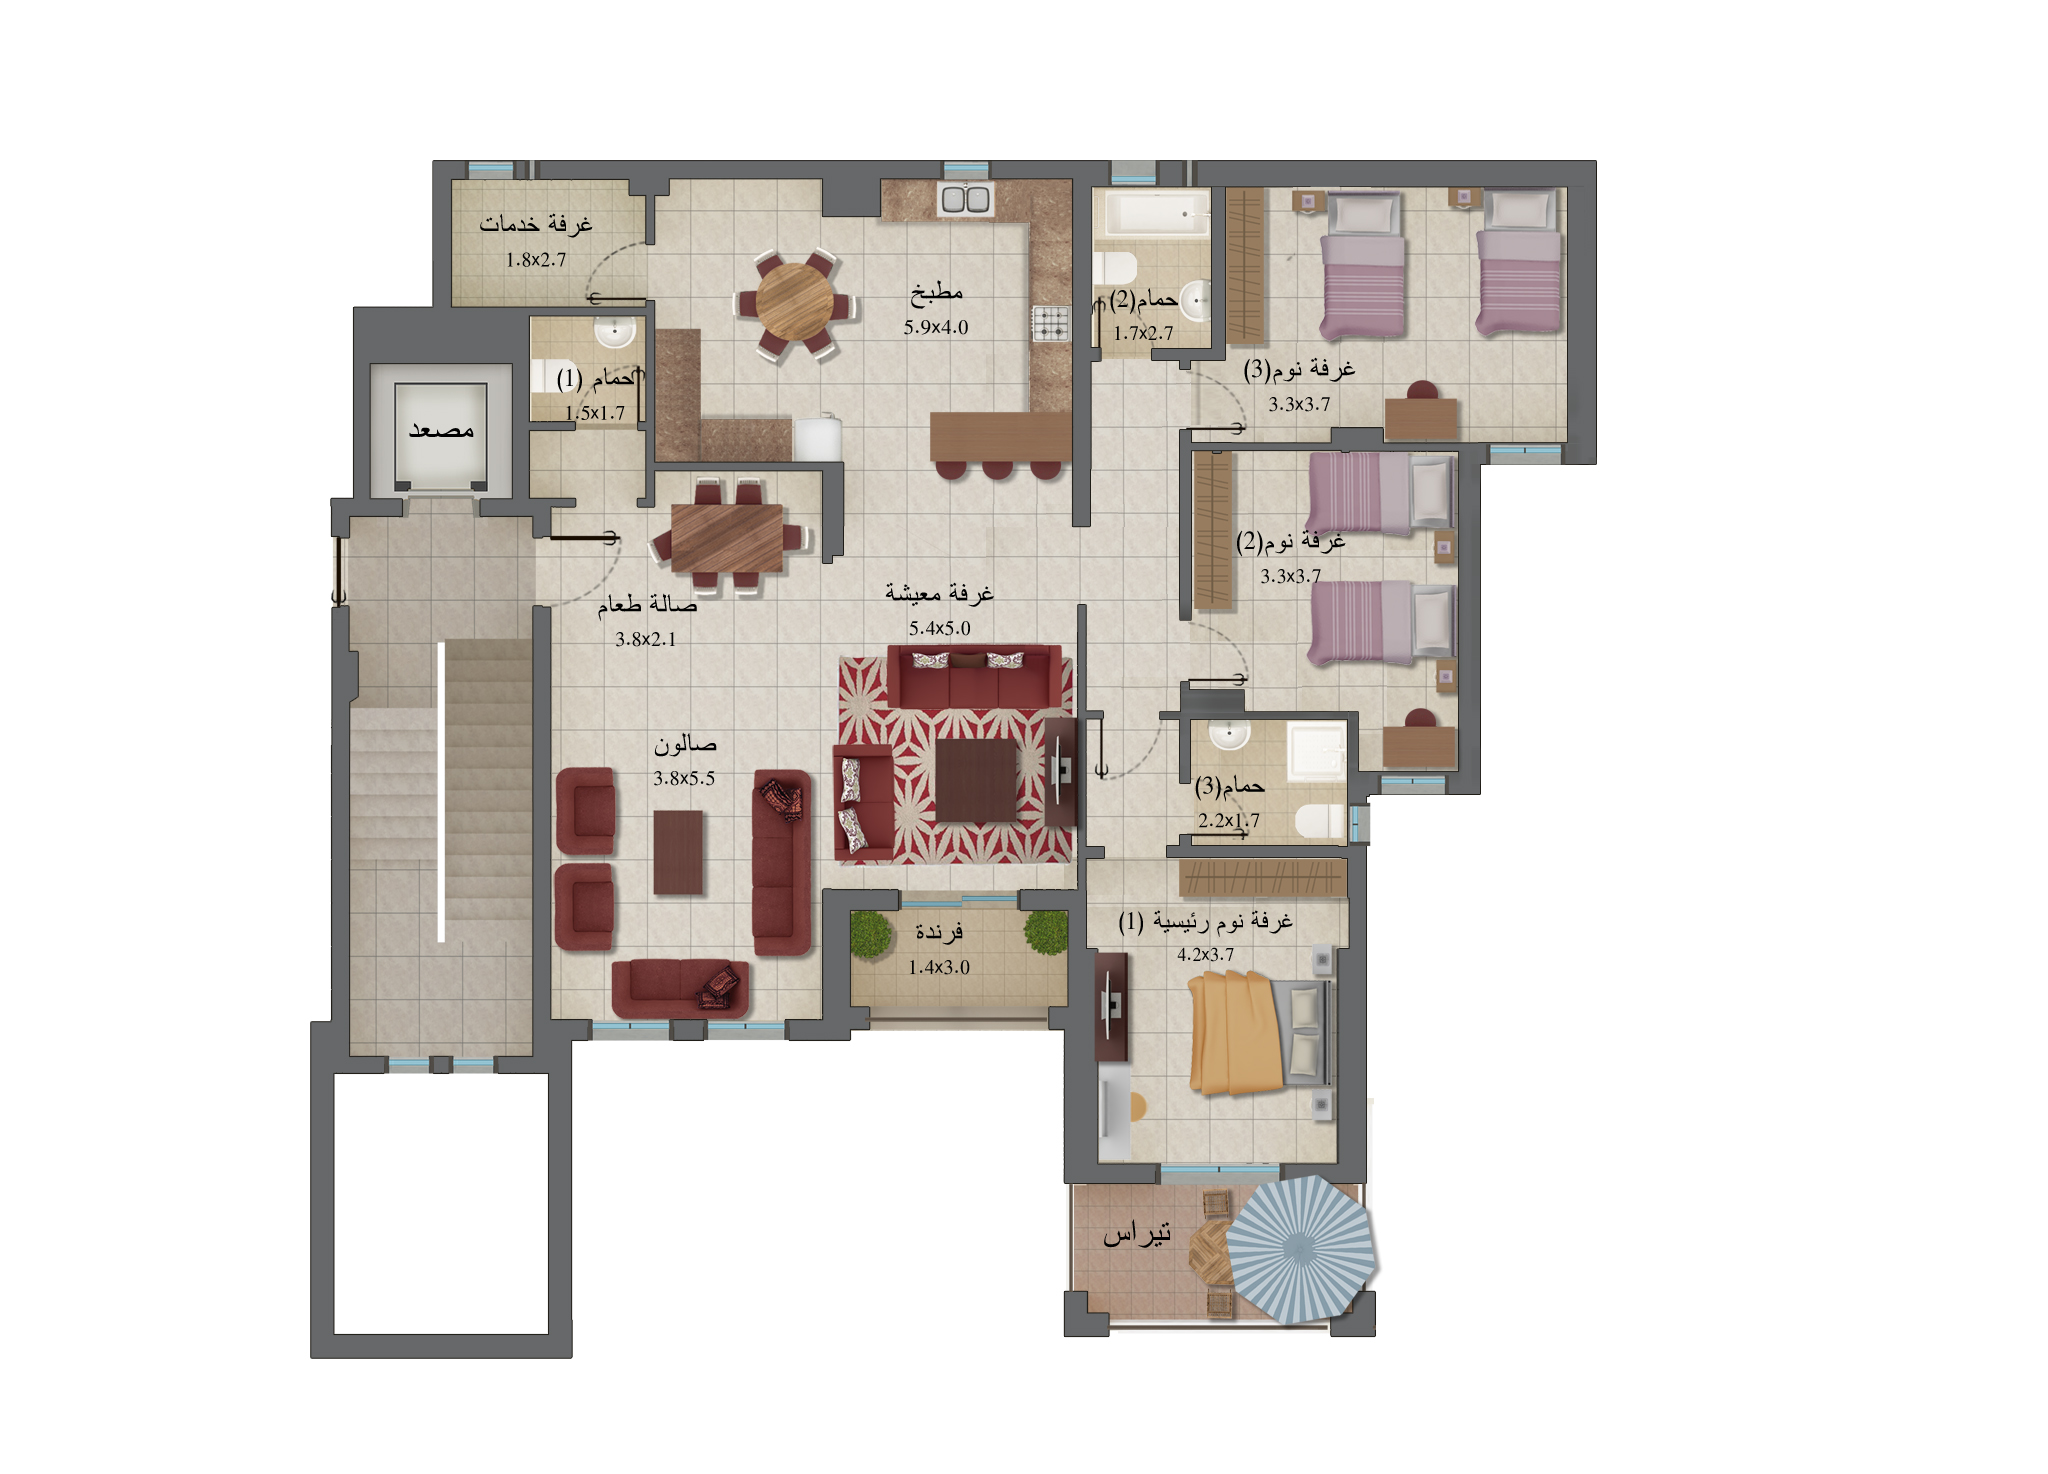 غرفة خدمات
1.8x2.7
مطبخ
5.9x4.0
حمام(2)
1.7x2.7
غرفة نوم(3)
3.3x3.7
حمام (1)
1.5x1.7
مصعد
غرفة نوم(2)
3.3x3.7
صالة طعام
3.8x2.1
غرفة معيشة
5.4x5.0
صالون
3.8x5.5
حمام(3)
2.2x1.7
فرندة
1.4x3.0
غرفة نوم رئيسية (1)
4.2x3.7
تيراس